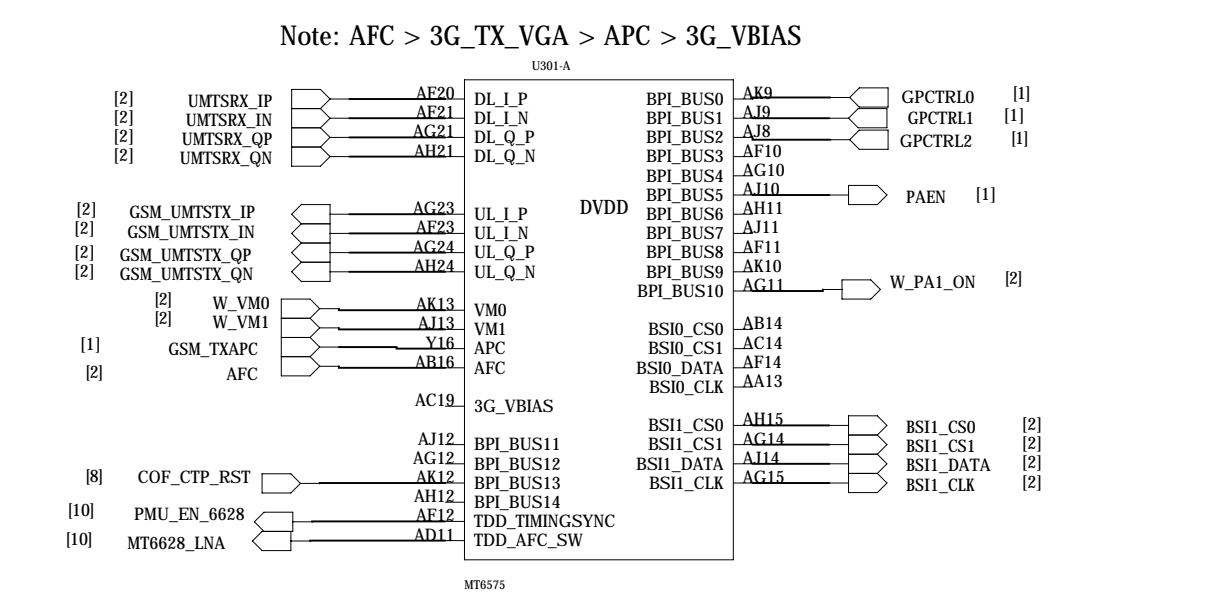 Note: AFC > 3G_TX_VGA > APC > 3G_VBIAS
U301-A
[2] UMTSRX_IP AF20 DL_I_P BPI_BUS0 AK9 GPCTRL0 [1]
[2] UMTSRX_IN AF21 DL_I_N BPI_BUS1 AJ9 GPCTRL1 [1]
[2] UMTSRX_QP AG21 DL_Q_P BPI_BUS2 AJ8 GPCTRL2 [1]
[2] UMTSRX_QN AH21 DL_Q_N BPI_BUS3 AF10
BPI_BUS4 AG10
BPI_BUS5 AJ10 PAEN [1]
[2] GSM_UMTSTX_IP AG23 UL_I_P DVDD BPI_BUS6 AH11
[2] GSM_UMTSTX_IN AF23 UL_I_N BPI_BUS7 AJ11
[2] GSM_UMTSTX_QP AG24 UL_Q_P BPI_BUS8 AF11
[2] GSM_UMTSTX_QN AH24 UL_Q_N BPI_BUS9 AK10
BPI_BUS10 AG11 W_PA1_ON [2]
[2] W_VM0 AK13 VM0
[2] W_VM1 AJ13 VM1 BSI0_CS0 AB14
[1] GSM_TXAPC Y16 APC BSI0_CS1 AC14
[2] AFC AB16 AFC BSI0_DATA AF14
BSI0_CLK AA13
AC19 3G_VBIAS
BSI1_CS0 AH15 BSI1_CS0 [2]
AJ12 BPI_BUS11 BSI1_CS1 AG14 BSI1_CS1 [2]
AG12 BPI_BUS12 BSI1_DATA AJ14 BSI1_DATA [2]
[8] COF_CTP_RST AK12 BPI_BUS13 BSI1_CLK AG15 BSI1_CLK [2]
AH12 BPI_BUS14
[10] PMU_EN_6628 AF12 TDD_TIMINGSYNC
[10] MT6628_LNA AD11 TDD_AFC_SW
MT6575